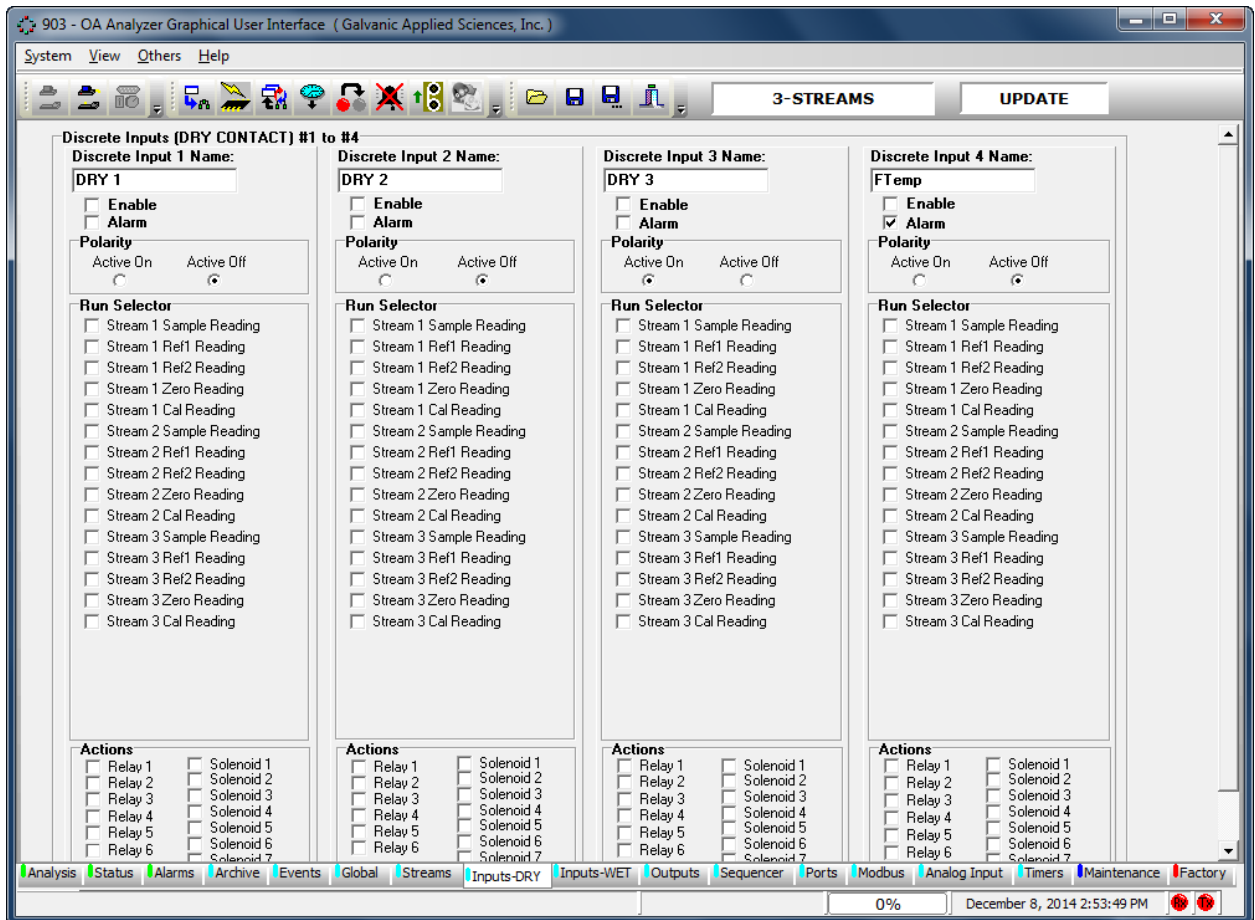 903 - OA Analyzer Graphical User Interface ( Galvanic Applied Sciences, Inc. )
System View Others Help
3-STREAMS UPDATE
Discrete Inputs (DRY CONTACT) #1 to #4
Discrete Input 1 Name: Discrete Input 2 Name: Discrete Input 3 Name: Discrete Input 4 Name:
DRY 1 DRY 2 DRY 3 FTemp
Enable Enable Enable Enable
Alarm Alarm Alarm Alarm
Polarity Polarity Polarity Polarity
Active On Active Off Active On Active Off Active On Active Off Active On Active Off
Run Selector Run Selector Run Selector Run Selector
Stream 1 Sample Reading Stream 1 Sample Reading Stream 1 Sample Reading Stream 1 Sample Reading
Stream 1 Ref1 Reading Stream 1 Ref1 Reading Stream 1 Ref1 Reading Stream 1 Ref1 Reading
Stream 1 Ref2 Reading Stream 1 Ref2 Reading Stream 1 Ref2 Reading Stream 1 Ref2 Reading
Stream 1 Zero Reading Stream 1 Zero Reading Stream 1 Zero Reading Stream 1 Zero Reading
Stream 1 Cal Reading Stream 1 Cal Reading Stream 1 Cal Reading Stream 1 Cal Reading
Stream 2 Sample Reading Stream 2 Sample Reading Stream 2 Sample Reading Stream 2 Sample Reading
Stream 2 Ref1 Reading Stream 2 Ref1 Reading Stream 2 Ref1 Reading Stream 2 Ref1 Reading
Stream 2 Ref2 Reading Stream 2 Ref2 Reading Stream 2 Ref2 Reading Stream 2 Ref2 Reading
Stream 2 Zero Reading Stream 2 Zero Reading Stream 2 Zero Reading Stream 2 Zero Reading
Stream 2 Cal Reading Stream 2 Cal Reading Stream 2 Cal Reading Stream 2 Cal Reading
Stream 3 Sample Reading Stream 3 Sample Reading Stream 3 Sample Reading Stream 3 Sample Reading
Stream 3 Ref1 Reading Stream 3 Ref1 Reading Stream 3 Ref1 Reading Stream 3 Ref1 Reading
Stream 3 Ref2 Reading Stream 3 Ref2 Reading Stream 3 Ref2 Reading Stream 3 Ref2 Reading
Stream 3 Zero Reading Stream 3 Zero Reading Stream 3 Zero Reading Stream 3 Zero Reading
Stream 3 Cal Reading Stream 3 Cal Reading Stream 3 Cal Reading Stream 3 Cal Reading
Actions Actions Actions Actions
Relay 1 Solenoid 1 Relay 1 Solenoid 1 Relay 1 Solenoid 1 Relay 1 Solenoid 1
Relay 2 Solenoid 2 Relay 2 Solenoid 2 Relay 2 Solenoid 2 Relay 2 Solenoid 2
Relay 3 Solenoid 3 Relay 3 Solenoid 3 Relay 3 Solenoid 3 Relay 3 Solenoid 3
Relay 4 Solenoid 4 Relay 4 Solenoid 4 Relay 4 Solenoid 4 Relay 4 Solenoid 4
Relay 5 Solenoid 5 Relay 5 Solenoid 5 Relay 5 Solenoid 5 Relay 5 Solenoid 5
Relay 6 Solenoid 6 Relay 6 Solenoid 6 Relay 6 Solenoid 6 Relay 6 Solenoid 6
Solenoid 7 Solenoid 7 Solenoid 7 Solenoid 7
Analysis Status Alarms Archive Events Global Streams Inputs-DRY Inputs-WET Outputs Sequencer Ports Modbus Analog Input Timers Maintenance Factory
0% December 8, 2014 2:53:49 PM Rx Tx